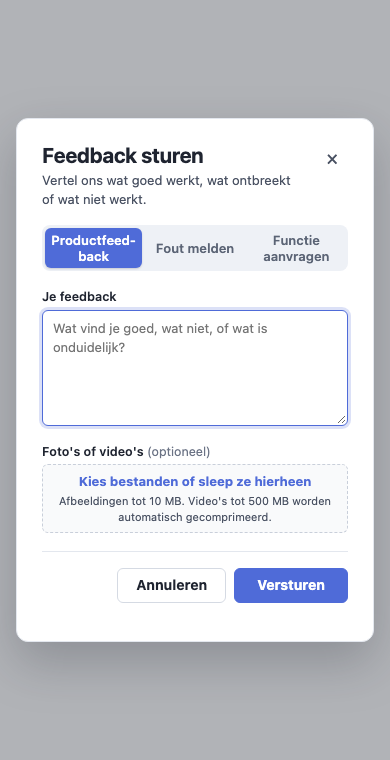 Feedback sturen
Vertel ons wat goed werkt, wat ontbreekt
of wat niet werkt.
Productfeed-
back
Fout melden
Functie
aanvragen
Je feedback
Wat vind je goed, wat niet, of wat is
onduidelijk?
Foto's of video's (optioneel)
Kies bestanden of sleep ze hierheen
Afbeeldingen tot 10 MB. Video's tot 500 MB worden
automatisch gecomprimeerd.
Annuleren
Versturen